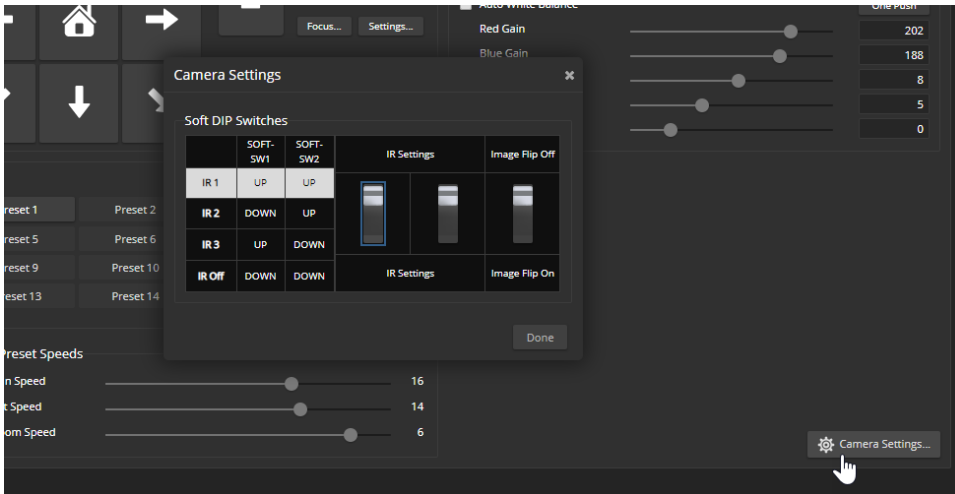 Auto White Balance
One Push
Focus...
Settings...
Red Gain
202
Blue Gain
188
8
5
0
Camera Settings
Soft DIP Switches
SOFT-SW1
SOFT-SW2
IR Settings
Image Flip Off
IR 1 UP UP
IR 2 DOWN UP
IR 3 UP DOWN
IR Off DOWN DOWN
IR Settings
Image Flip On
Done
reset 1
Preset 2
reset 5
Preset 6
reset 9
Preset 10
reset 13
Preset 14
Preset Speeds
n Speed
16
t Speed
14
om Speed
6
Camera Settings...